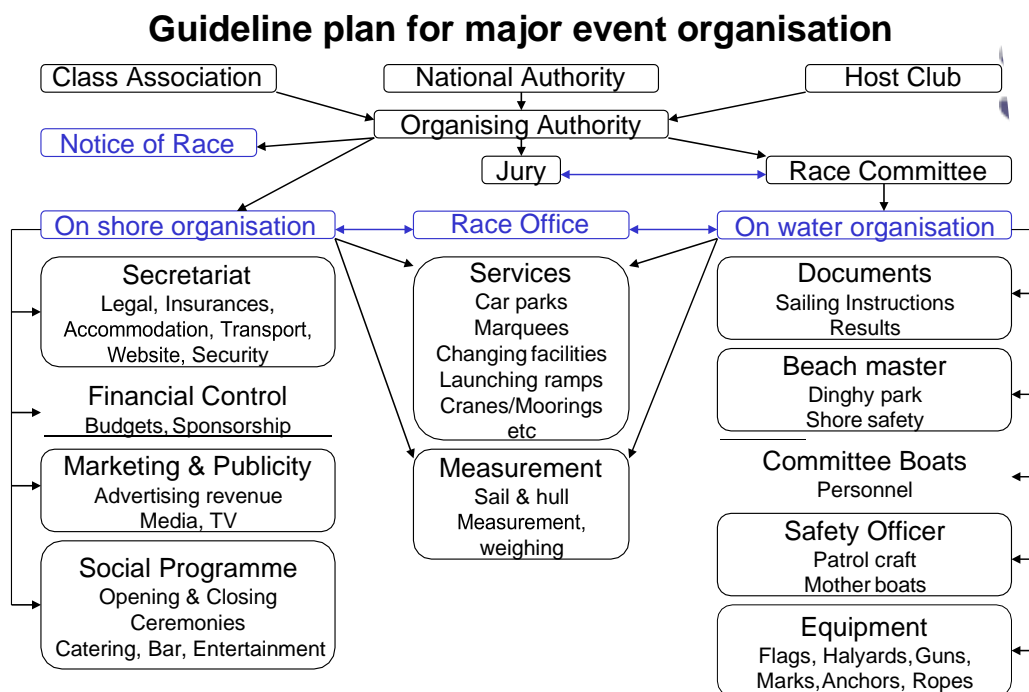 Guideline plan for major event organisation
Class Association
National Authority
Host Club
Organising Authority
Notice of Race
Jury
Race Committee
On shore organisation
Race Office
On water organisation
Secretariat
Legal, Insurances,
Accommodation, Transport,
Website, Security
Financial Control
Budgets, Sponsorship
Marketing & Publicity
Advertising revenue
Media, TV
Social Programme
Opening & Closing
Ceremonies
Catering, Bar, Entertainment
Services
Car parks
Marquees
Changing facilities
Launching ramps
Cranes/Moorings
etc
Measurement
Sail & hull
Measurement,
weighing
Documents
Sailing Instructions
Results
Beach master
Dinghy park
Shore safety
Committee Boats
Personnel
Safety Officer
Patrol craft
Mother boats
Equipment
Flags, Halyards, Guns,
Marks, Anchors, Ropes